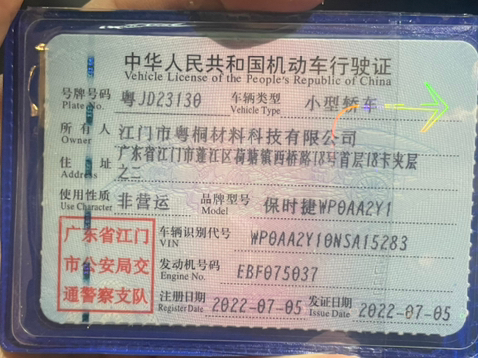 中华人民共和国机动车行驶证
Vehicle License of the People's Republic of China
号牌号码 粤JD23130 车辆类型 小型轿车
Plate No. Vehicle Type
所有人 江门市粤桐材料科技有限公司
Owner
住址 广东省江门市蓬江区荷塘镇西桥路18号首层18卡夹层之二
Address
使用性质 非营运 品牌型号 保时捷WP0AA2Y1
Use Character Model
广东省江门市公安局交通警察支队
车辆识别代号 WP0AA2Y10NSA15283
VIN
发动机号码 EBF075037
Engine No.
注册日期 2022-07-05 发证日期 2022-07-05
Register Date Issue Date